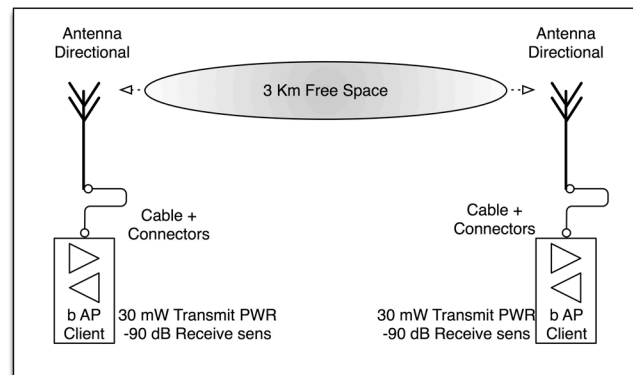 Antenna
Directional
Antenna
Directional
3 Km Free Space
Cable +
Connectors
Cable +
Connectors
b AP
Client
30 mW Transmit PWR
-90 dB Receive sens
30 mW Transmit PWR
-90 dB Receive sens
b AP
Client